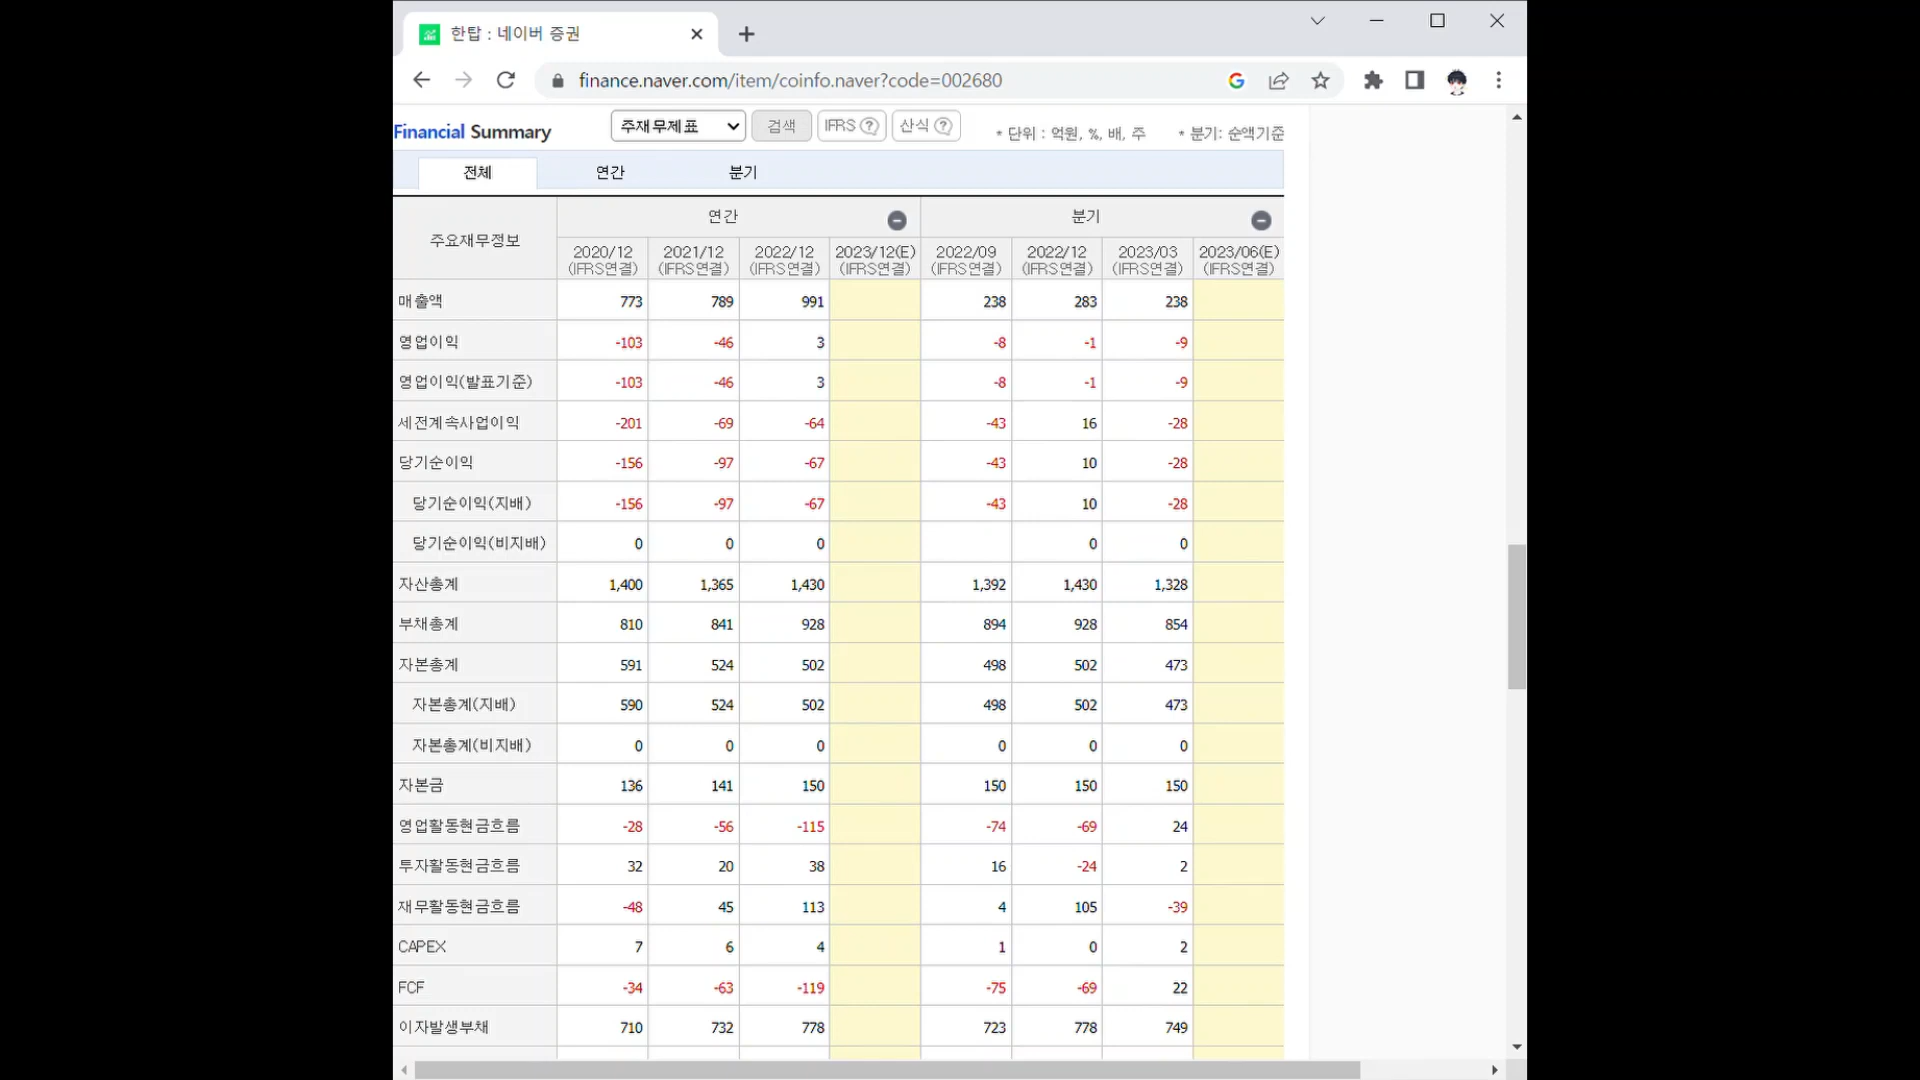 한탑 : 네이버 증권
finance.naver.com/item/coinfo.naver?code=002680
Financial Summary 주재무제표 검색 IFRS ? 산식 ? * 단위 : 억원, %, 배, 주 * 분기: 순액기준
전체 연간 분기
주요재무정보 연간 분기
2020/12 2021/12 2022/12 2023/12(E) 2022/09 2022/12 2023/03 2023/06(E)
(IFRS연결) (IFRS연결) (IFRS연결) (IFRS연결) (IFRS연결) (IFRS연결) (IFRS연결) (IFRS연결)
매출액 773 789 991 238 283 238
영업이익 -103 -46 3 -8 -1 -9
영업이익(발표기준) -103 -46 3 -8 -1 -9
세전계속사업이익 -201 -69 -64 -43 16 -28
당기순이익 -156 -97 -67 -43 10 -28
당기순이익(지배) -156 -97 -67 -43 10 -28
당기순이익(비지배) 0 0 0 0 0
자산총계 1,400 1,365 1,430 1,392 1,430 1,328
부채총계 810 841 928 894 928 854
자본총계 591 524 502 498 502 473
자본총계(지배) 590 524 502 498 502 473
자본총계(비지배) 0 0 0 0 0 0
자본금 136 141 150 150 150 150
영업활동현금흐름 -28 -56 -115 -74 -69 24
투자활동현금흐름 32 20 38 16 -24 2
재무활동현금흐름 -48 45 113 4 105 -39
CAPEX 7 6 4 1 0 2
FCF -34 -63 -119 -75 -69 22
이자발생부채 710 732 778 723 778 749